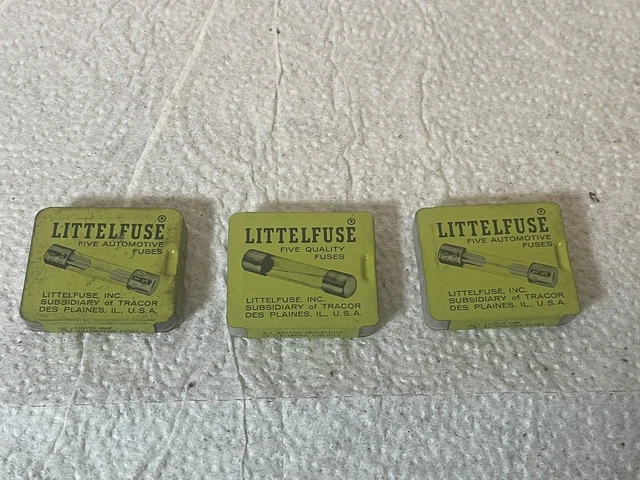 LITTELFUSE®
FIVE AUTOMOTIVE
FUSES
LITTELFUSE, INC.
SUBSIDIARY of TRACOR
DES PLAINES, IL., U.S.A.
LITTELFUSE®
FIVE QUALITY
FUSES
LITTELFUSE, INC.
SUBSIDIARY of TRACOR
DES PLAINES, IL., U.S.A.
LITTELFUSE®
FIVE AUTOMOTIVE
FUSES
LITTELFUSE, INC.
SUBSIDIARY of TRACOR
DES PLAINES, IL., U.S.A.